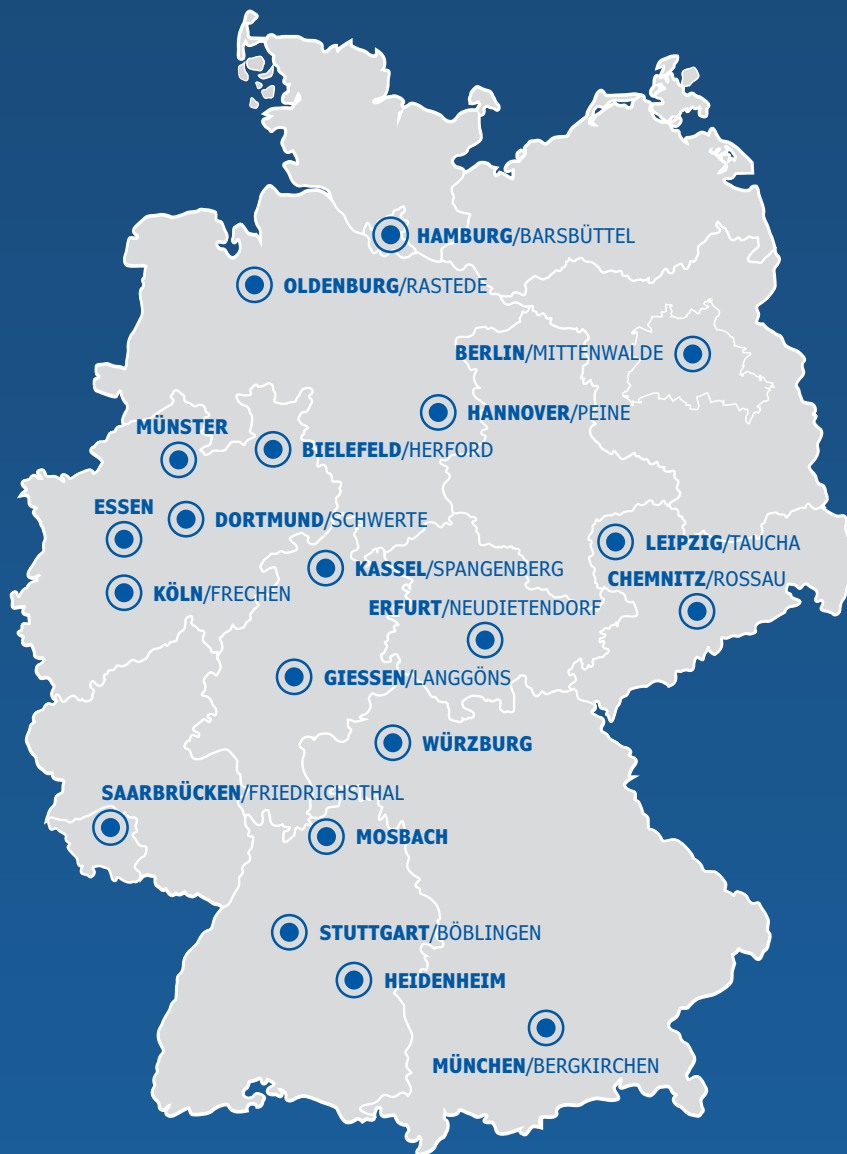 HAMBURG/BARSBÜTTEL
OLDENBURG/RASTEDE
BERLIN/MITTENWALDE
HANNOVER/PEINE
MÜNSTER
BIELEFELD/HERFORD
ESSEN
DORTMUND/SCHWERTE
LEIPZIG/TAUCHA
KASSEL/SPANGENBERG
CHEMNITZ/ROSSAU
KÖLN/FRECHEN
ERFURT/NEUDIETENDORF
GIESSEN/LANGGÖNS
WÜRZBURG
SAARBRÜCKEN/FRIEDRICHSTHAL
MOSBACH
STUTTGART/BÖBLINGEN
HEIDENHEIM
MÜNCHEN/BERGKIRCHEN